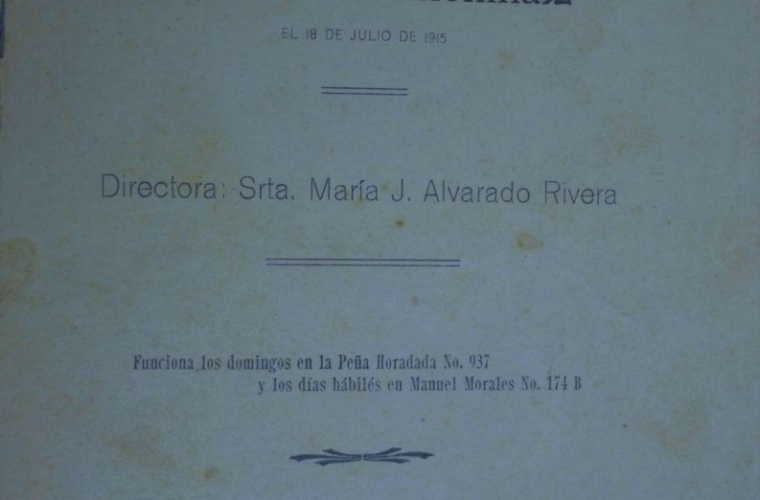 EL 18 DE JULIO DE 1915
Directora: Srta. María J. Alvarado Rivera
Funciona los domingos en la Peña Horadada No. 937
y los días hábilés en Manuel Morales No. 174 B